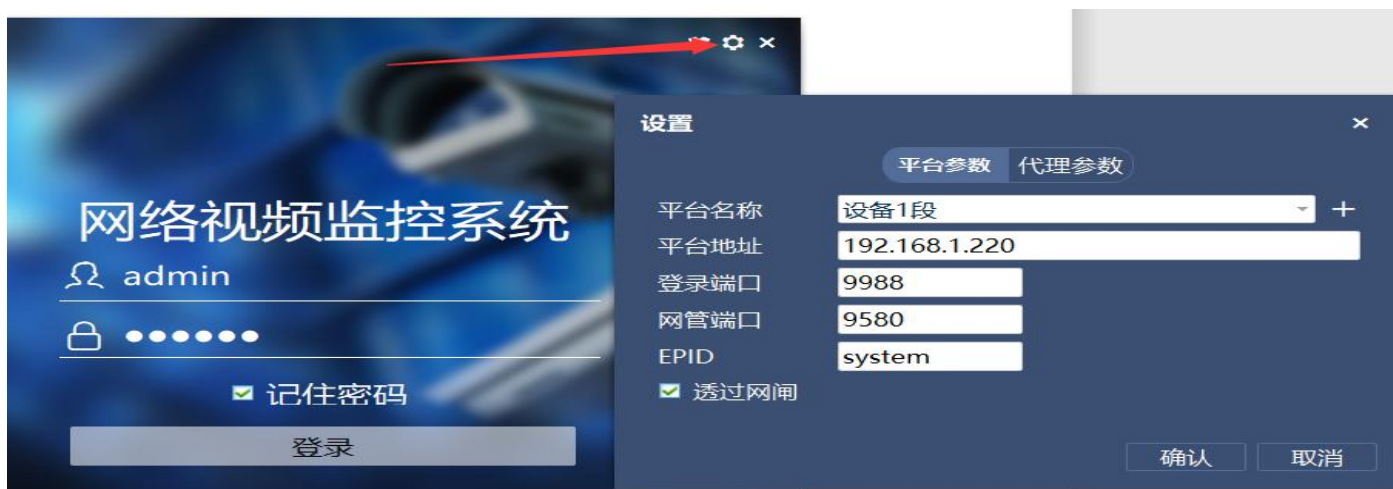 网络视频监控系统
admin
记住密码
登录
设置
平台参数 代理参数
平台名称 设备1段
平台地址 192.168.1.220
登录端口 9988
网管端口 9580
EPID system
透过网闸
确认 取消